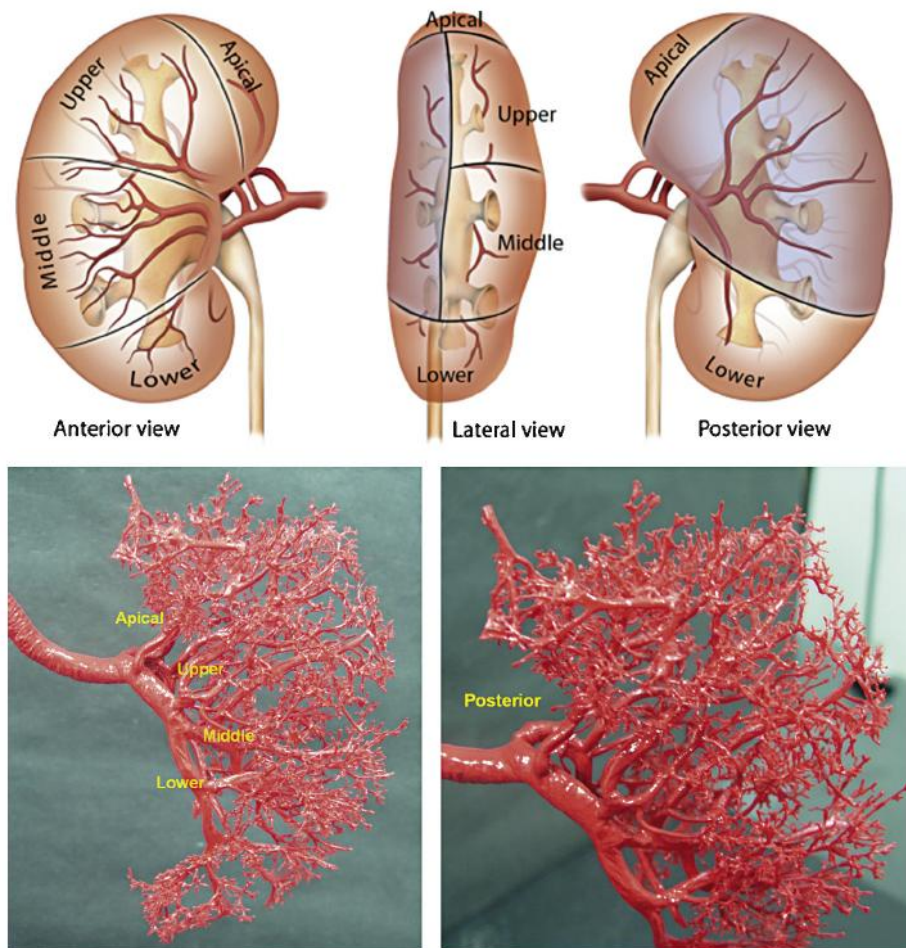 Apical
Upper
Middle
Lower
Anterior view
Apical
Upper
Middle
Lower
Lateral view
Apical
Lower
Posterior view
Apical
Upper
Middle
Lower
Posterior